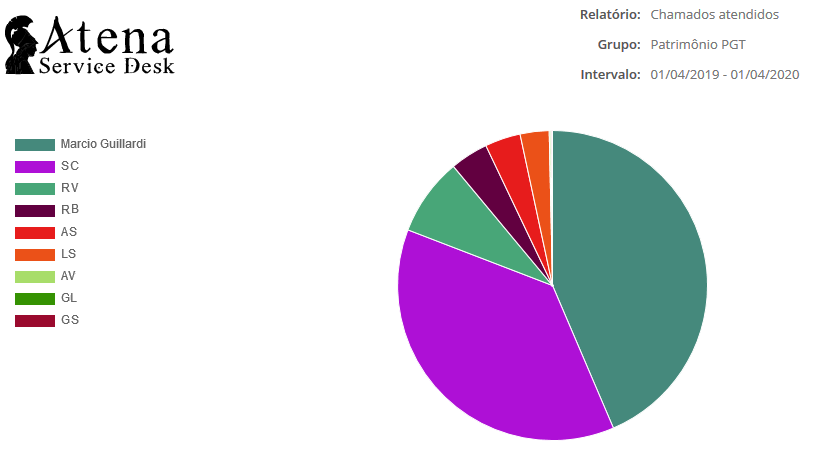 Atena
Service Desk
Relatório: Chamados atendidos
Grupo: Patrimônio PGT
Intervalo: 01/04/2019 - 01/04/2020
Marcio Guillardi
SC
RV
RB
AS
LS
AV
GL
GS